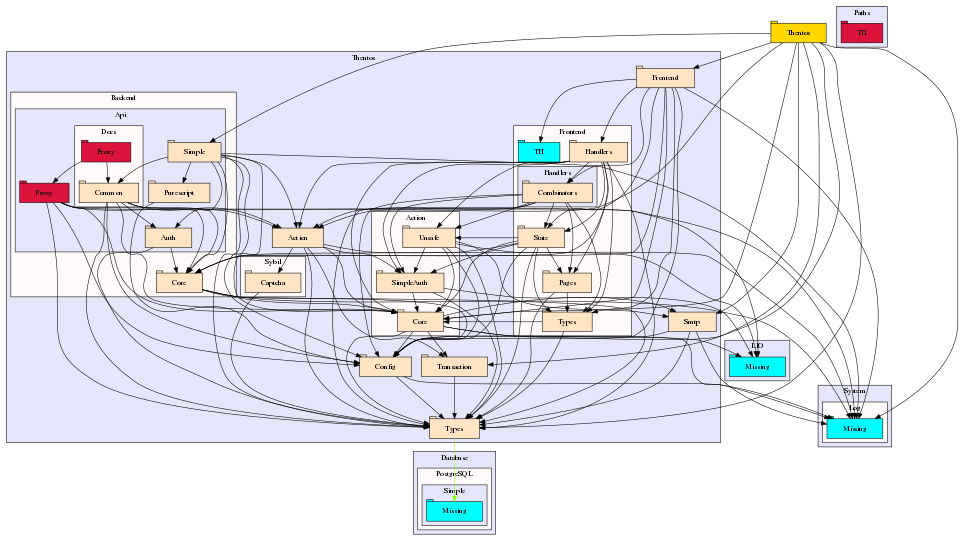 Paths
TH
Thentos
Thentos
Frontend
Backend
Api
Docs
Proxy
Simple
Frontend
TH
Handlers
Handlers
Proxy
Common
Purescript
Combinators
Action
Auth
Action
Unsafe
State
Sybil
Core
Captcha
SimpleAuth
Pages
Core
Types
Smtp
LIO
Missing
Config
Transaction
System
Log
Missing
Types
Database
PostgreSQL
Simple
Missing